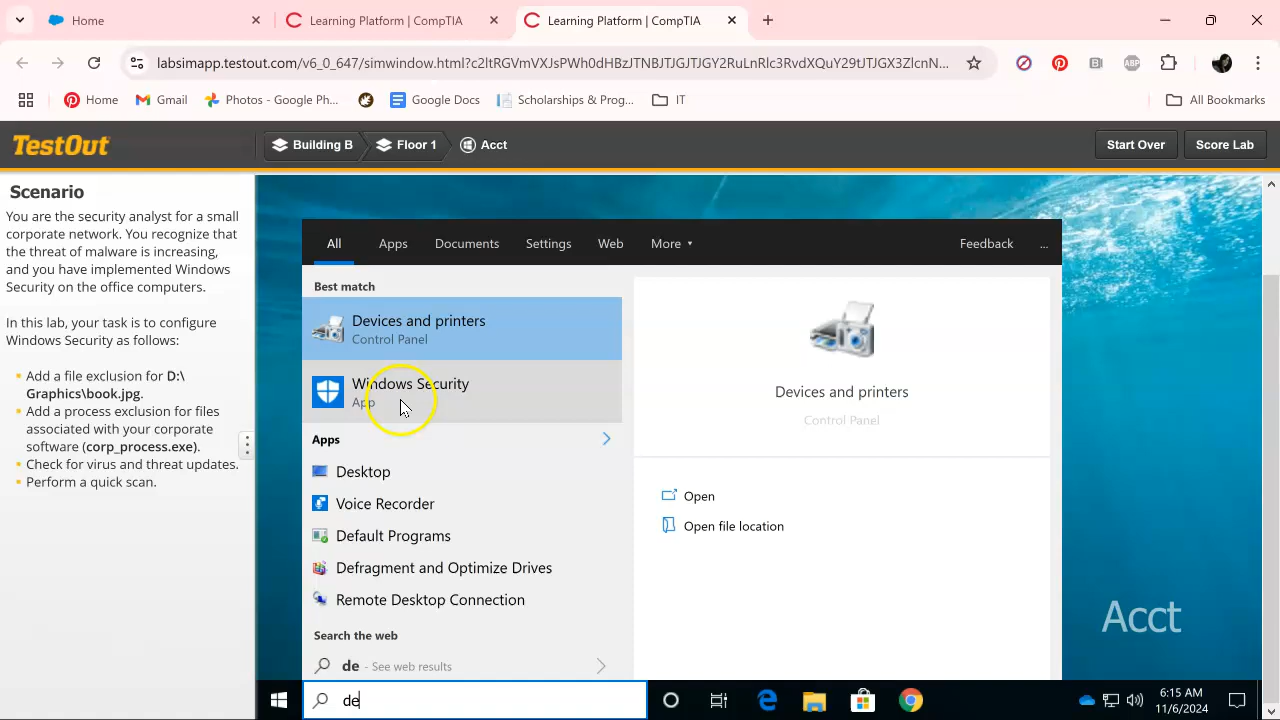 Home
Learning Platform | CompTIA
Learning Platform | CompTIA
labsimapp.testout.com/v6_0_647/simwindow.html?c2ltRGVmVXJsPWh0dHBzJTNBJTJGJTJGY2RuLnRlc3RvdXQuY29tJTJGX3ZlcnN...
ABP
Home
Gmail
Photos - Google Ph...
Google Docs
Scholarships & Prog...
IT
All Bookmarks
TestOut
Building B
Floor 1
Acct
Start Over
Score Lab
Scenario
You are the security analyst for a small
corporate network. You recognize that
the threat of malware is increasing,
and you have implemented Windows
Security on the office computers.
In this lab, your task is to configure
Windows Security as follows:
Add a file exclusion for D:\
Graphics\book.jpg.
Add a process exclusion for files
associated with your corporate
software (corp_process.exe).
Check for virus and threat updates.
Perform a quick scan.
All
Apps
Documents
Settings
Web
More
Feedback
...
Best match
Devices and printers
Control Panel
Windows Security
App
Apps
Desktop
Voice Recorder
Default Programs
Defragment and Optimize Drives
Remote Desktop Connection
Search the web
de - See web results
Devices and printers
Control Panel
Open
Open file location
Acct
de
6:15 AM
11/6/2024